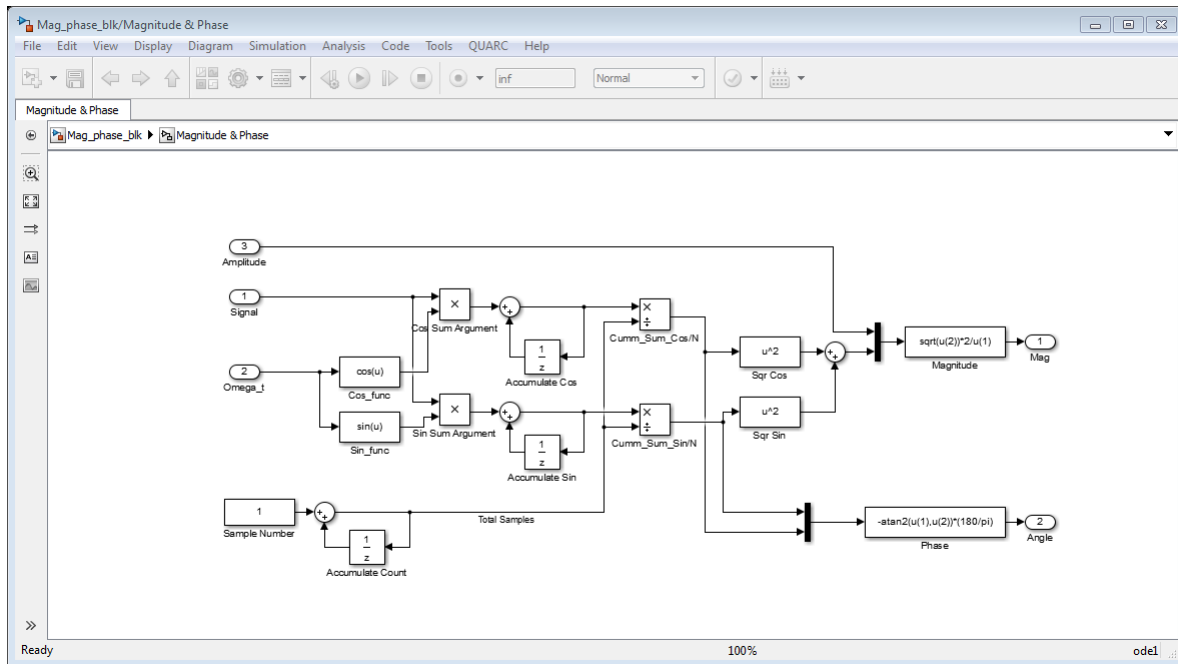 Mag_phase_blk/Magnitude & Phase
File Edit View Display Diagram Simulation Analysis Code Tools QUARC Help
inf Normal
Magnitude & Phase
Mag_phase_blk Magnitude & Phase
3
Amplitude
1
Signal
×
Cos Sum Argument
+
+
1
z
Accumulate Cos
×
÷
Cumm_Sum_Cos/N
u^2
Sqr Cos
+
+
sqrt(u(2))*2/u(1)
Magnitude
1
Mag
2
Omega_t
cos(u)
Cos_func
sin(u)
Sin_func
×
Sin Sum Argument
+
+
1
z
Accumulate Sin
×
÷
Cumm_Sum_Sin/N
u^2
Sqr Sin
1
Sample Number
+
+
1
z
Accumulate Count
Total Samples
-atan2(u(1),u(2))*(180/pi)
Phase
2
Angle
Ready 100% ode1